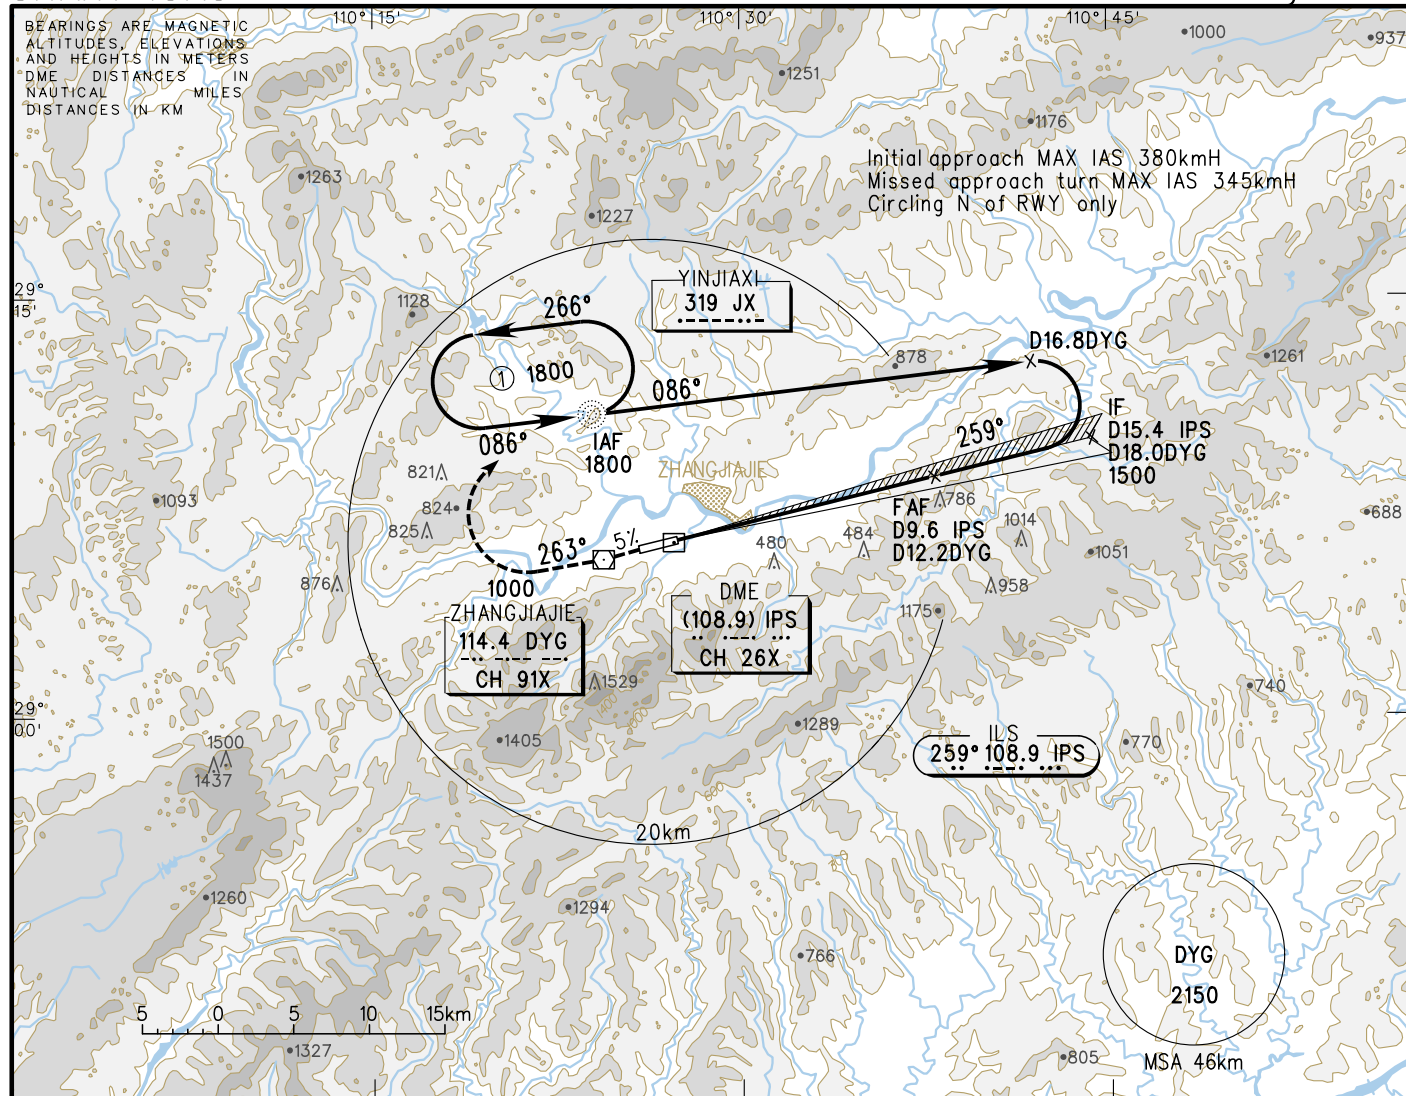 110° 15'
110° 30'
110° 45'
BEARINGS ARE MAGNETIC
ALTITUDES, ELEVATIONS
AND HEIGHTS IN METERS
DME DISTANCES IN
NAUTICAL MILES
DISTANCES IN KM
1000
937
1251
1176
Initial approach MAX IAS 380kmH
Missed approach turn MAX IAS 345kmH
Circling N of RWY only
1263
1227
YINJIAXI
319 JX
29°
15'
1128
266°
D16.8DYG
1261
878
1 1800
086°
086°
IAF
1800
IF
D15.4 IPS
D18.0DYG
1500
259°
ZHANGJIAJIE
821
1093
824
825
786
FAF
D9.6 IPS
D12.2DYG
1014
688
484
480
1051
5%
263°
876
1000
958
1175
ZHANGJIAJIE
114.4 DYG
CH 91X
DME
(108.9) IPS
CH 26X
1529
740
29°
00'
1289
1405
770
ILS
259° 108.9 IPS
1500
1437
600
20km
1260
1294
766
DYG
2150
MSA 46km
5 0 5 10 15km
1327
805